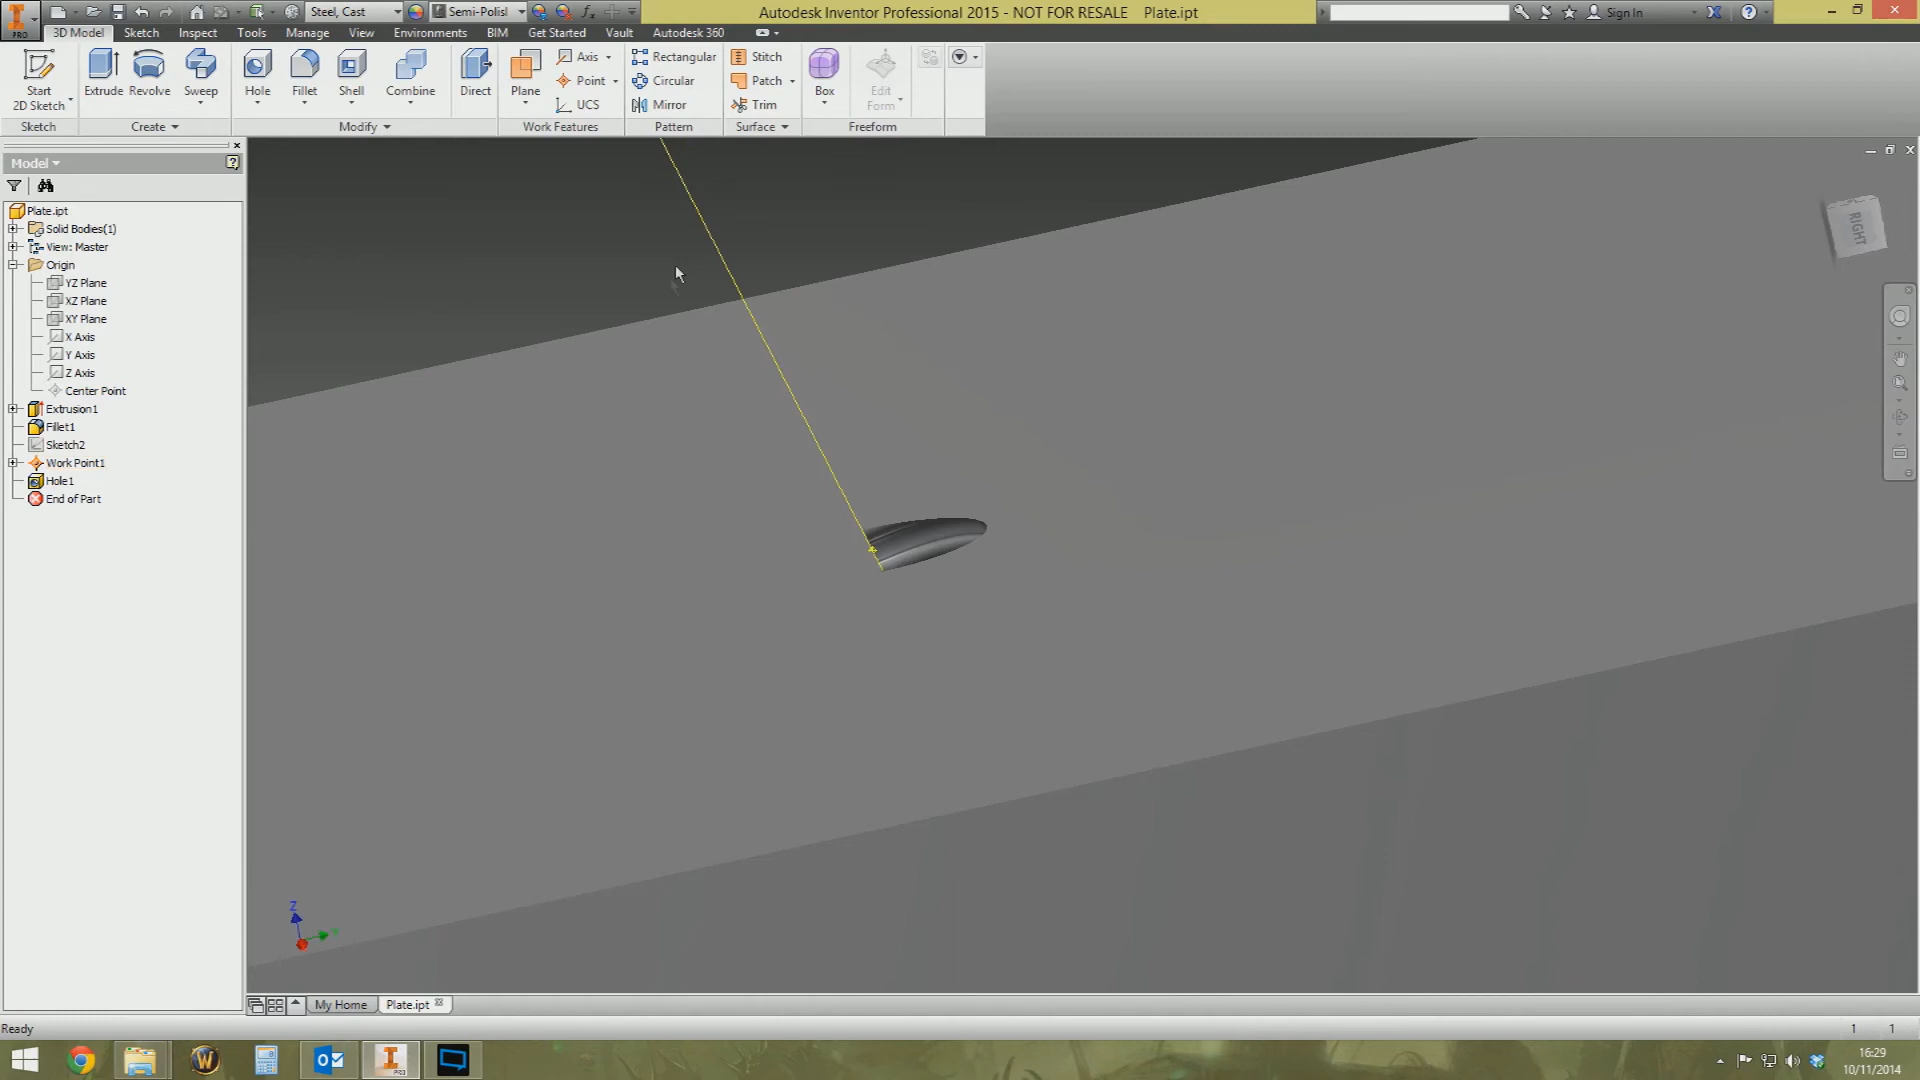 Steel, Cast
Semi-Polisl
Autodesk Inventor Professional 2015 - NOT FOR RESALE Plate.ipt
Sign In
PRO
3D Model Sketch Inspect Tools Manage View Environments BIM Get Started Vault Autodesk 360
Start
2D Sketch
Extrude Revolve Sweep
Hole Fillet Shell Combine
Direct
Plane
Axis
Point
UCS
Rectangular
Circular
Mirror
Stitch
Patch
Trim
Box
Edit
Form
Sketch Create Modify Work Features Pattern Surface Freeform
Model
Plate.ipt
Solid Bodies(1)
View: Master
Origin
YZ Plane
XZ Plane
XY Plane
X Axis
Y Axis
Z Axis
Center Point
Extrusion1
Fillet1
Sketch2
Work Point1
Hole1
End of Part
RIGHT
Z
My Home Plate.ipt
Ready
1 1
16:29
10/11/2014